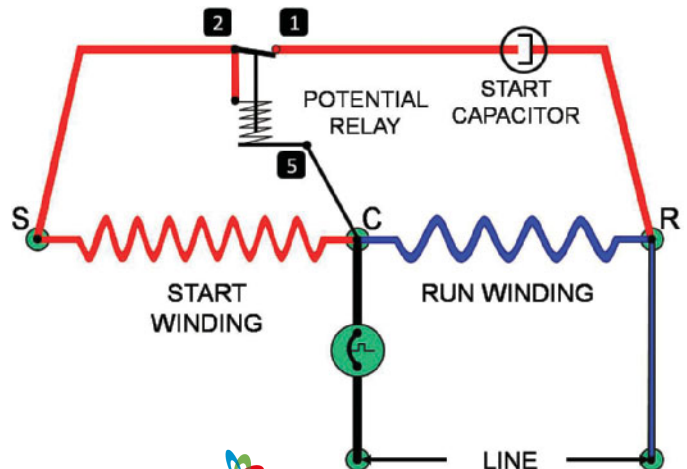 2 1
POTENTIAL
RELAY
START
CAPACITOR
5
S C R
START
WINDING
RUN WINDING
LINE